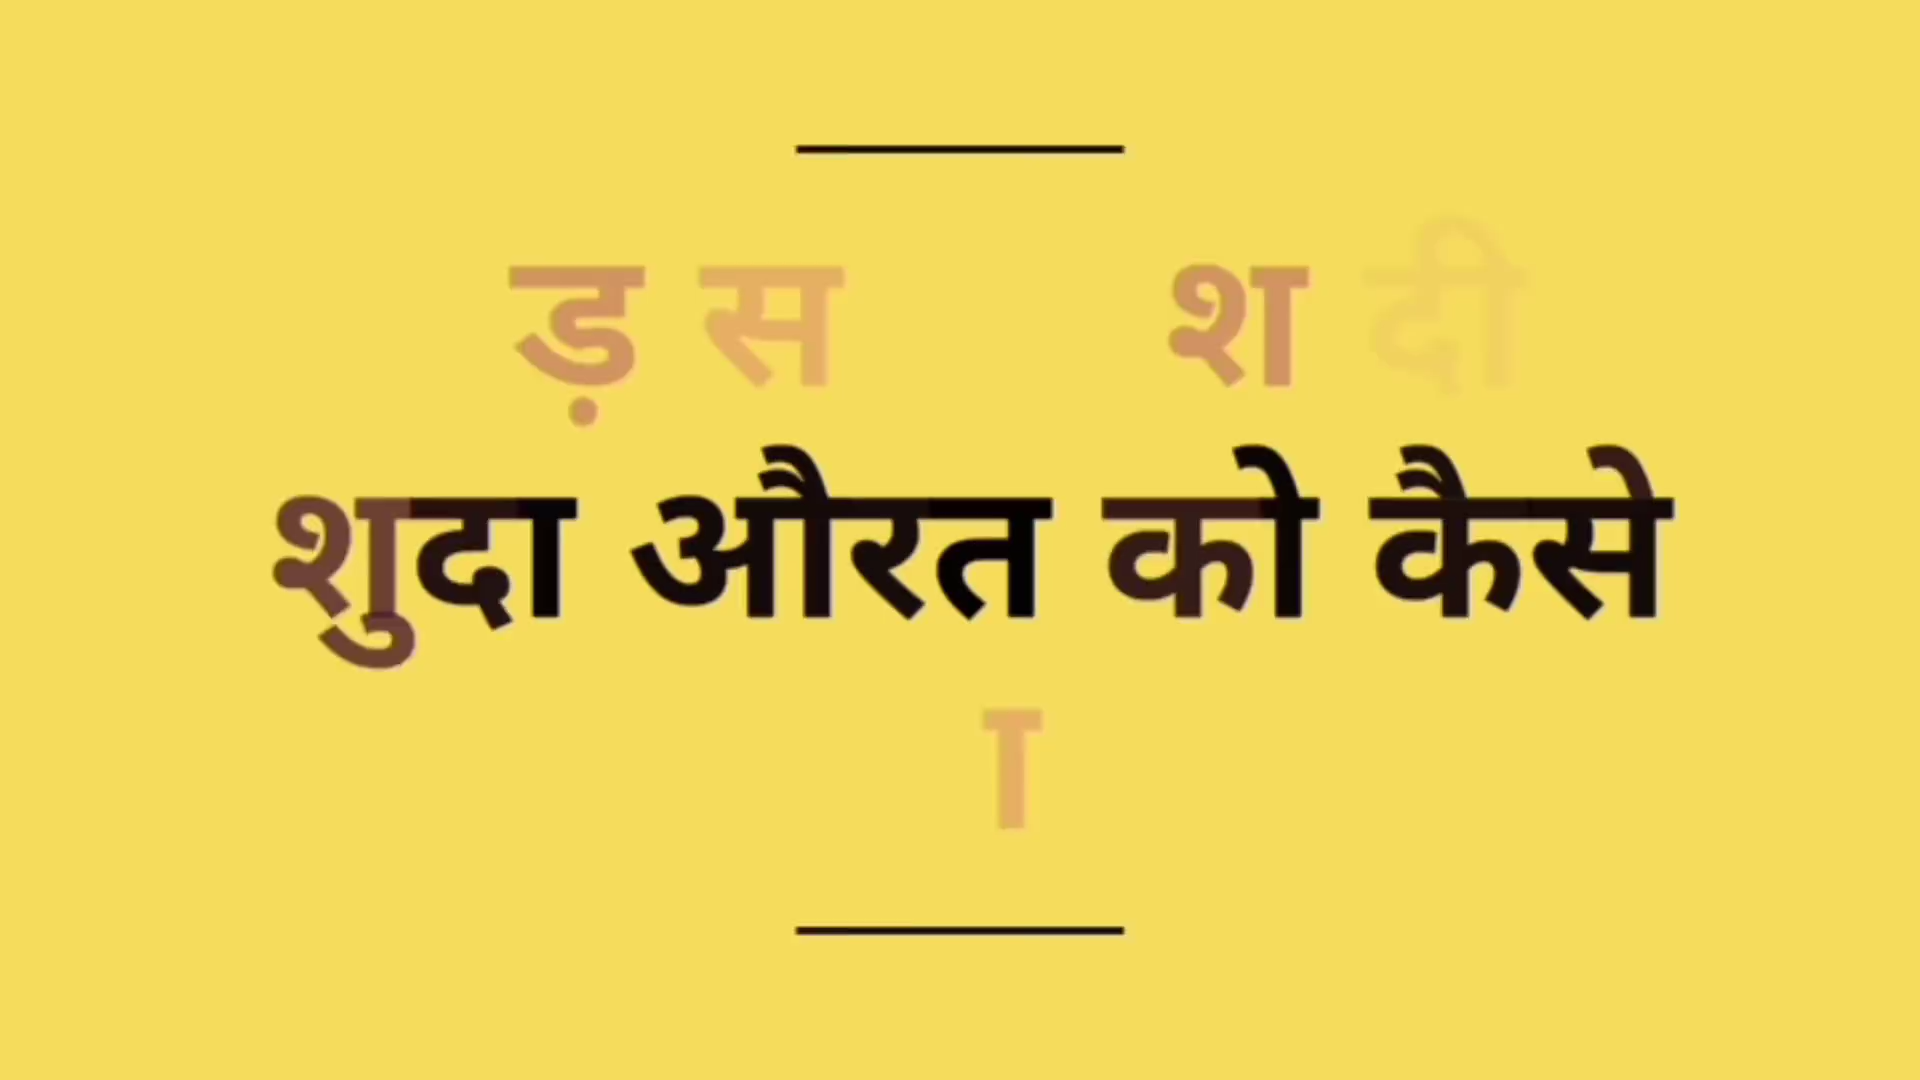 ड़ स श दी
शुदा औरत को कैसे
ा